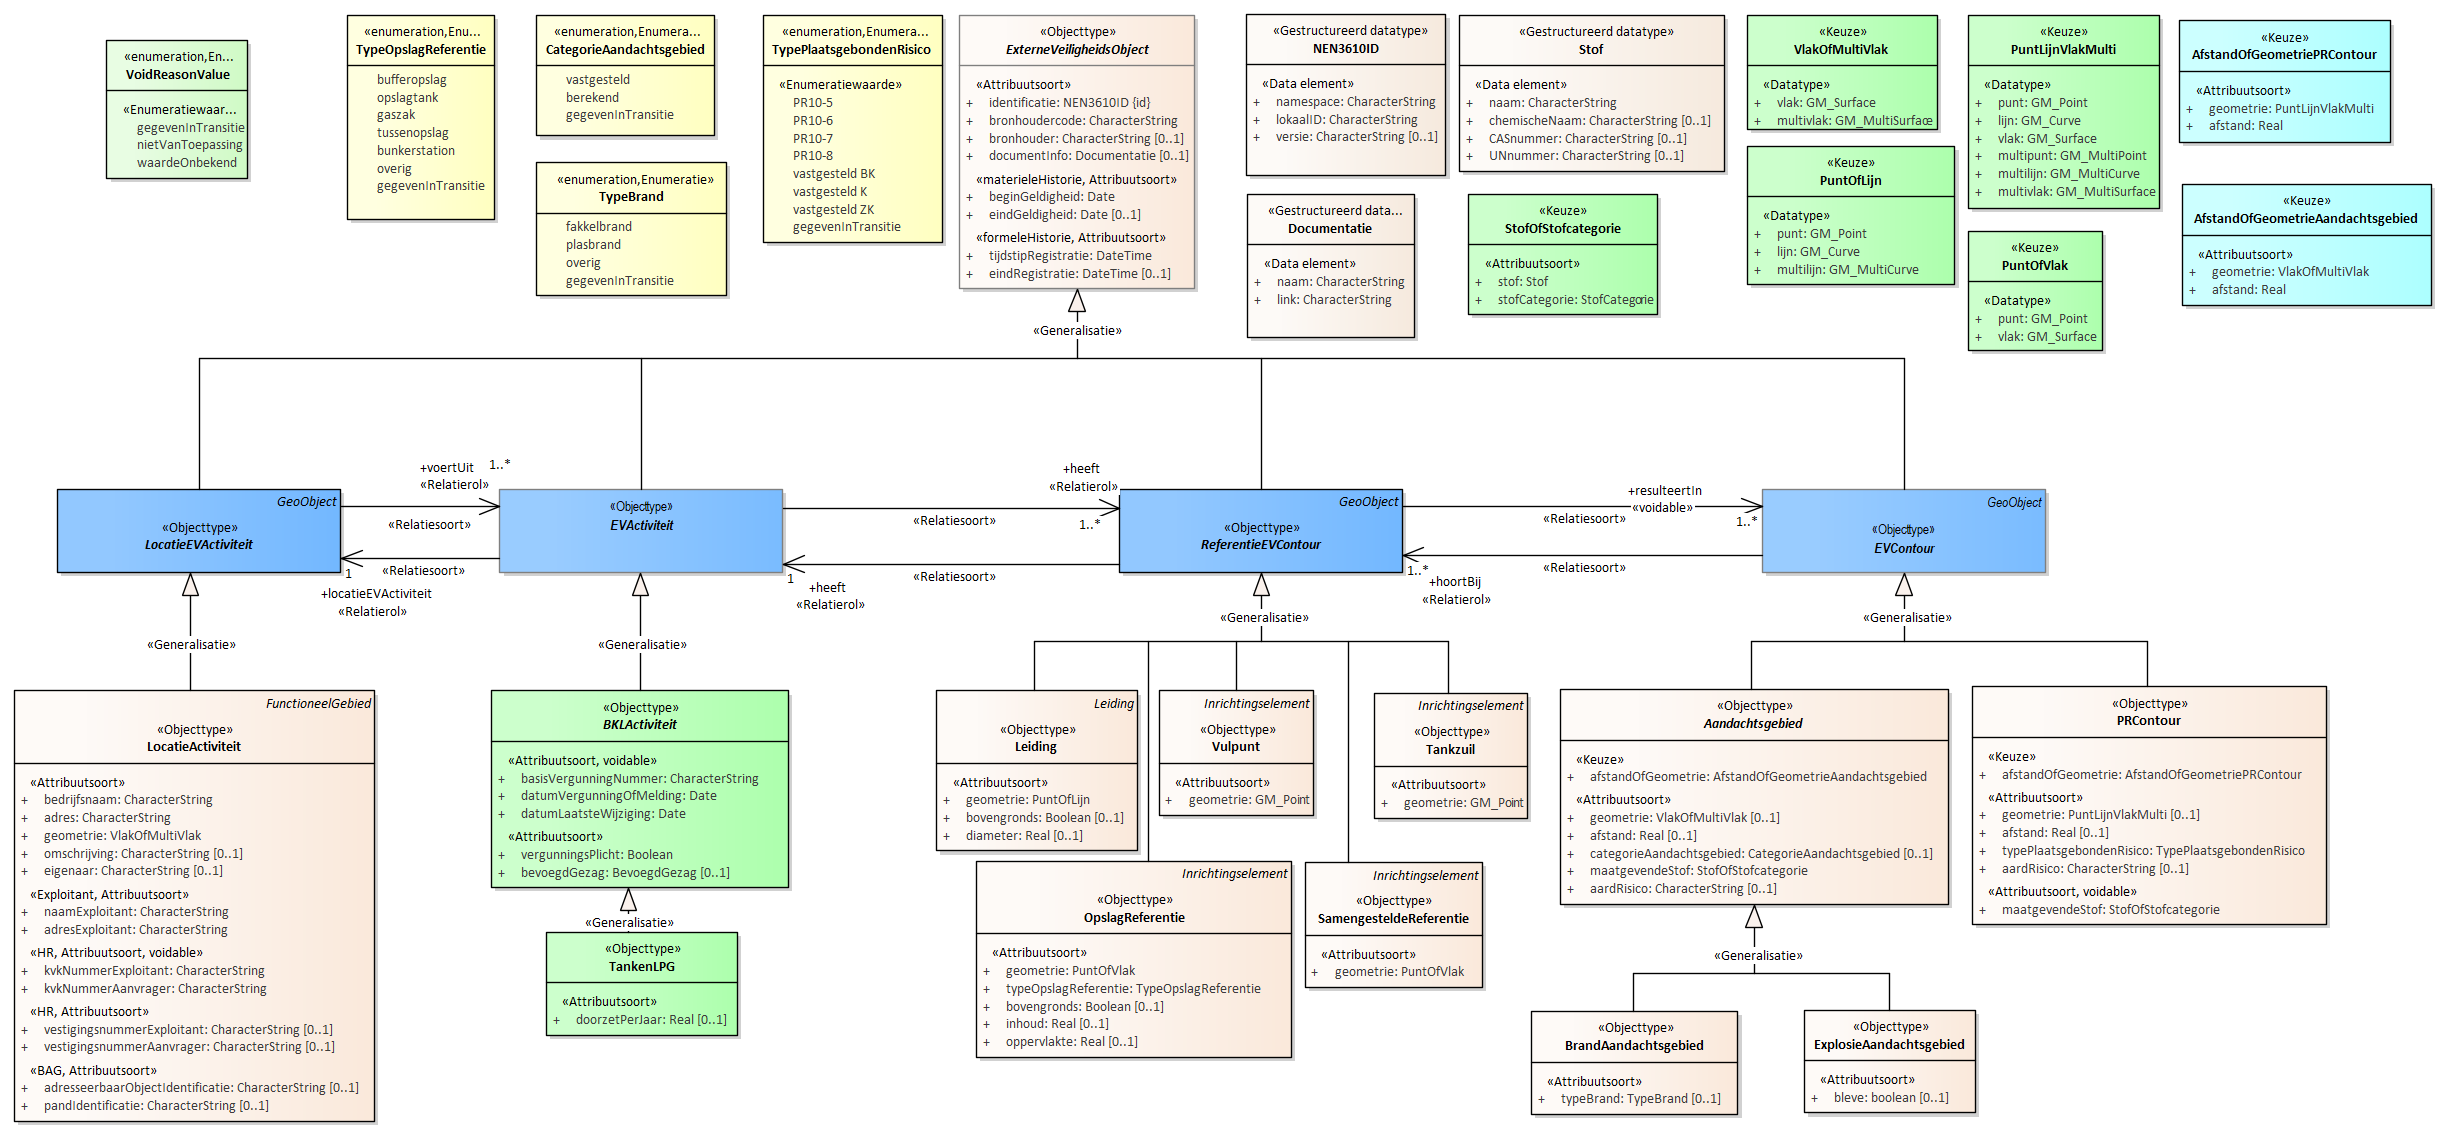 «enumeration,En...
VoidReasonValue
«Enumeratiewaar...
gegevenInTransitie
nietVanToepassing
waardeOnbekend
«enumeration,Enu...
TypeOpslagReferentie
bufferopslag
opslagtank
gaszak
tussenopslag
bunkerstation
overig
gegevenInTransitie
«enumeration,Enumera...
CategorieAandachtsgebied
vastgesteld
berekend
gegevenInTransitie
«enumeration,Enumeratie»
TypeBrand
fakkelbrand
plasbrand
overig
gegevenInTransitie
«enumeration,Enumera...
TypePlaatsgebondenRisico
«Enumeratiewaarde»
PR10-5
PR10-6
PR10-7
PR10-8
vastgesteld BK
vastgesteld K
vastgesteld ZK
gegevenInTransitie
«Objecttype»
ExterneVeiligheidsObject
«Attribuutsoort»
+ identificatie: NEN3610ID {id}
+ bronhoudercode: CharacterString
+ bronhouder: CharacterString [0..1]
+ documentInfo: Documentatie [0..1]
«materieleHistorie, Attribuutsoort»
+ beginGeldigheid: Date
+ eindGeldigheid: Date [0..1]
«formeleHistorie, Attribuutsoort»
+ tijdstipRegistratie: DateTime
+ eindRegistratie: DateTime [0..1]
«Gestructureerd datatype»
NEN3610ID
«Data element»
+ namespace: CharacterString
+ lokaalID: CharacterString
+ versie: CharacterString [0..1]
«Gestructureerd data...
Documentatie
«Data element»
+ naam: CharacterString
+ link: CharacterString
«Gestructureerd datatype»
Stof
«Data element»
+ naam: CharacterString
+ chemischeNaam: CharacterString [0..1]
+ CASnummer: CharacterString [0..1]
+ UNnummer: CharacterString [0..1]
«Keuze»
StofOfStofcategorie
«Attribuutsoort»
+ stof: Stof
+ stofCategorie: StofCategorie
«Keuze»
VlakOfMultiVlak
«Datatype»
+ vlak: GM_Surface
+ multivlak: GM_MultiSurface
«Keuze»
PuntOfLijn
«Datatype»
+ punt: GM_Point
+ lijn: GM_Curve
+ multilijn: GM_MultiCurve
«Keuze»
PuntLijnVlakMulti
«Datatype»
+ punt: GM_Point
+ lijn: GM_Curve
+ vlak: GM_Surface
+ multipunt: GM_MultiPoint
+ multilijn: GM_MultiCurve
+ multivlak: GM_MultiSurface
«Keuze»
PuntOfVlak
«Datatype»
+ punt: GM_Point
+ vlak: GM_Surface
«Keuze»
AfstandOfGeometriePRContour
«Attribuutsoort»
+ geometrie: PuntLijnVlakMulti
+ afstand: Real
«Keuze»
AfstandOfGeometrieAandachtsgebied
«Attribuutsoort»
+ geometrie: VlakOfMultiVlak
+ afstand: Real
«Generalisatie»
GeoObject
«Objecttype»
LocatieEVActiviteit
+voertUit 1..*
«Relatierol»
«Relatiesoort»
«Relatiesoort»
1
+locatieEVActiviteit
«Relatierol»
«Objecttype»
EVActiviteit
+heeft
«Relatierol»
«Relatiesoort»
1..*
«Relatiesoort»
1
+heeft
«Relatierol»
GeoObject
«Objecttype»
ReferentieEVContour
+resulteertIn
«voidable»
«Relatiesoort»
1..*
«Relatiesoort»
1..*
+hoortBij
«Relatierol»
GeoObject
«Objecttype»
EVContour
«Generalisatie»
«Generalisatie»
«Generalisatie»
«Generalisatie»
FunctioneelGebied
«Objecttype»
LocatieActiviteit
«Attribuutsoort»
+ bedrijfsnaam: CharacterString
+ adres: CharacterString
+ geometrie: VlakOfMultiVlak
+ omschrijving: CharacterString [0..1]
+ eigenaar: CharacterString [0..1]
«Exploitant, Attribuutsoort»
+ naamExploitant: CharacterString
+ adresExploitant: CharacterString
«HR, Attribuutsoort, voidable»
+ kvkNummerExploitant: CharacterString
+ kvkNummerAanvrager: CharacterString
«HR, Attribuutsoort»
+ vestigingsnummerExploitant: CharacterString [0..1]
+ vestigingsnummerAanvrager: CharacterString [0..1]
«BAG, Attribuutsoort»
+ adresseerbaarObjectIdentificatie: CharacterString [0..1]
+ pandIdentificatie: CharacterString [0..1]
«Objecttype»
BKLActiviteit
«Attribuutsoort, voidable»
+ basisVergunningNummer: CharacterString
+ datumVergunningOfMelding: Date
+ datumLaatsteWijziging: Date
«Attribuutsoort»
+ vergunningsPlicht: Boolean
+ bevoegdGezag: BevoegdGezag [0..1]
«Generalisatie»
«Objecttype»
TankenLPG
«Attribuutsoort»
+ doorzetPerJaar: Real [0..1]
Leiding
«Objecttype»
Leiding
«Attribuutsoort»
+ geometrie: PuntOfLijn
+ bovengronds: Boolean [0..1]
+ diameter: Real [0..1]
Inrichtingselement
«Objecttype»
Vulpunt
«Attribuutsoort»
+ geometrie: GM_Point
Inrichtingselement
«Objecttype»
Tankzuil
«Attribuutsoort»
+ geometrie: GM_Point
Inrichtingselement
«Objecttype»
OpslagReferentie
«Attribuutsoort»
+ geometrie: PuntOfVlak
+ typeOpslagReferentie: TypeOpslagReferentie
+ bovengronds: Boolean [0..1]
+ inhoud: Real [0..1]
+ oppervlakte: Real [0..1]
Inrichtingselement
«Objecttype»
SamengesteldeReferentie
«Attribuutsoort»
+ geometrie: PuntOfVlak
«Objecttype»
Aandachtsgebied
«Keuze»
+ afstandOfGeometrie: AfstandOfGeometrieAandachtsgebied
«Attribuutsoort»
+ geometrie: VlakOfMultiVlak [0..1]
+ afstand: Real [0..1]
+ categorieAandachtsgebied: CategorieAandachtsgebied [0..1]
+ maatgevendeStof: StofOfStofcategorie
+ aardRisico: CharacterString [0..1]
«Objecttype»
PRContour
«Keuze»
+ afstandOfGeometrie: AfstandOfGeometriePRContour
«Attribuutsoort»
+ geometrie: PuntLijnVlakMulti [0..1]
+ afstand: Real [0..1]
+ typePlaatsgebondenRisico: TypePlaatsgebondenRisico
+ aardRisico: CharacterString [0..1]
«Attribuutsoort, voidable»
+ maatgevendeStof: StofOfStofcategorie
«Generalisatie»
«Objecttype»
BrandAandachtsgebied
«Attribuutsoort»
+ typeBrand: TypeBrand [0..1]
«Objecttype»
ExplosieAandachtsgebied
«Attribuutsoort»
+ bleve: boolean [0..1]